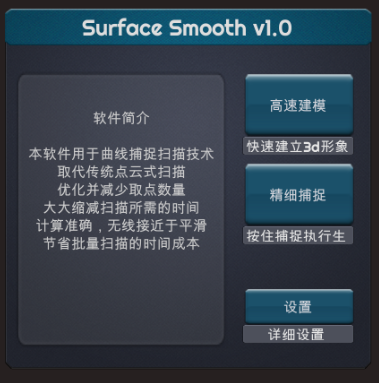 Surface Smooth v1.0
软件简介
本软件用于曲线捕捉扫描技术
取代传统点云式扫描
优化并减少取点数量
大大缩减扫描所需的时间
计算准确，无线接近于平滑
节省批量扫描的时间成本
高速建模
快速建立3d形象
精细捕捉
按住捕捉执行生
设置
详细设置